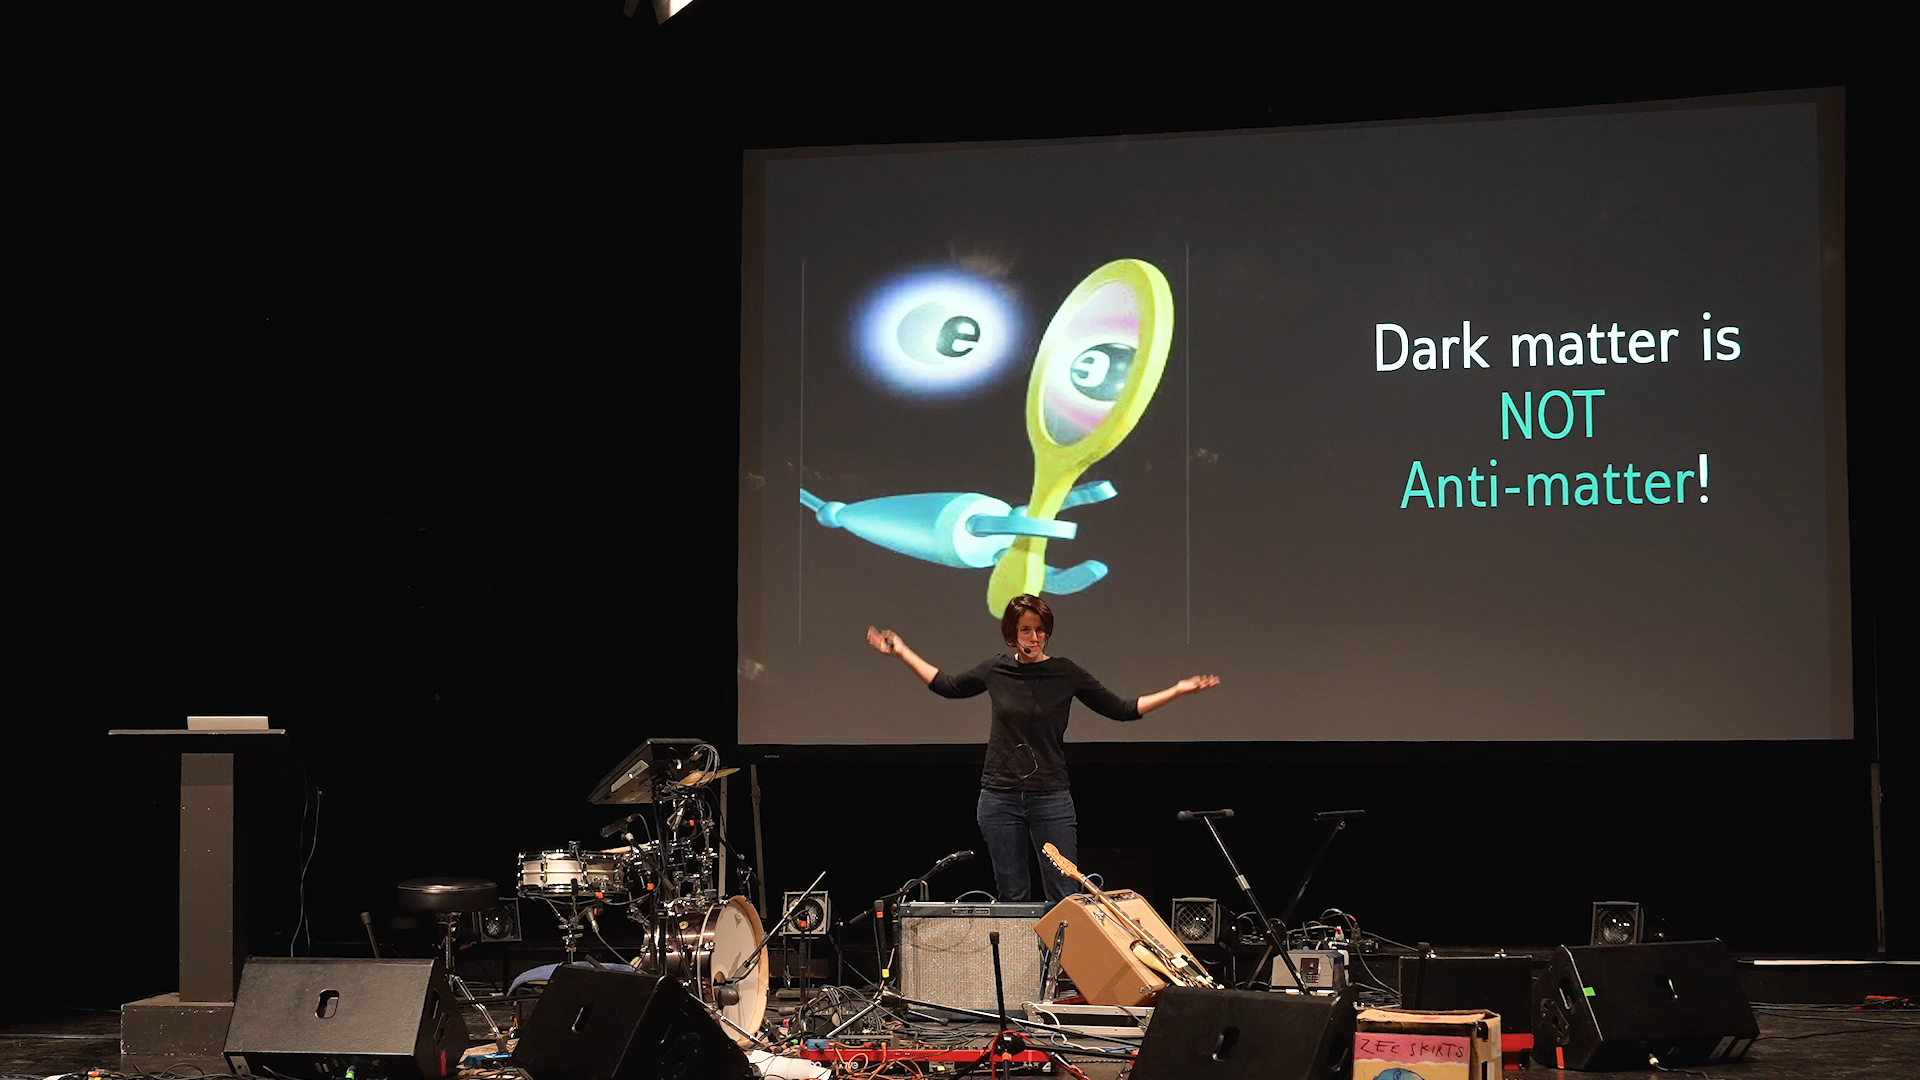 e
e
Dark matter is
NOT
Anti-matter!
ZEE SKIRTS